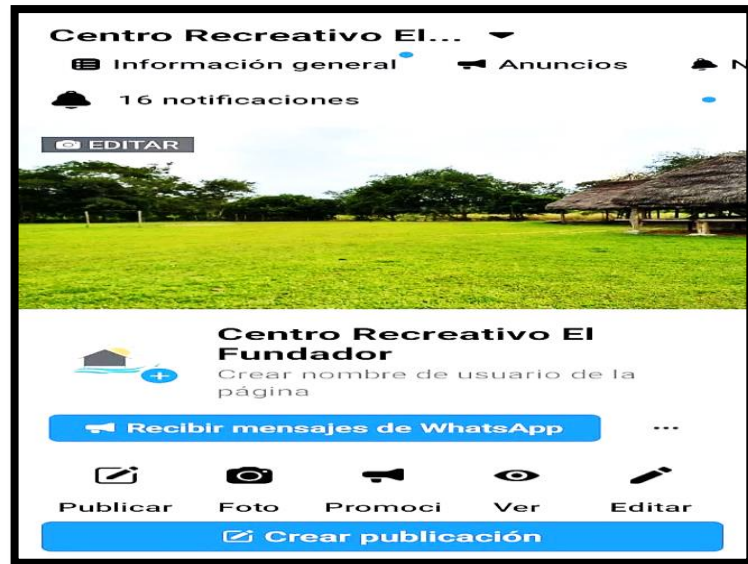 Centro Recreativo El...
Información general Anuncios N
16 notificaciones
EDITAR
Centro Recreativo El
Fundador
Crear nombre de usuario de la
página
Recibir mensajes de WhatsApp
Publicar Foto Promoci Ver Editar
Crear publicación